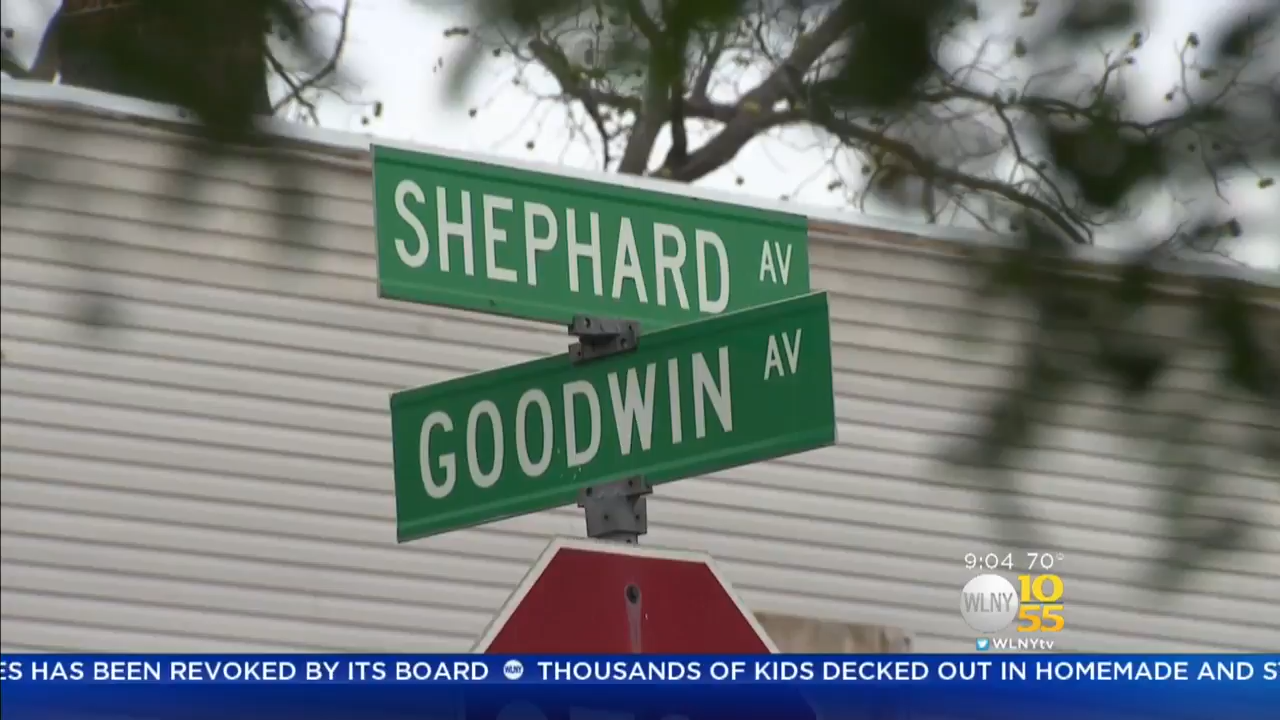 SHEPHARD AV
GOODWIN AV
9:04 70°
WLNY
10
55
WLNYtv
ES HAS BEEN REVOKED BY ITS BOARD WLNY THOUSANDS OF KIDS DECKED OUT IN HOMEMADE AND ST